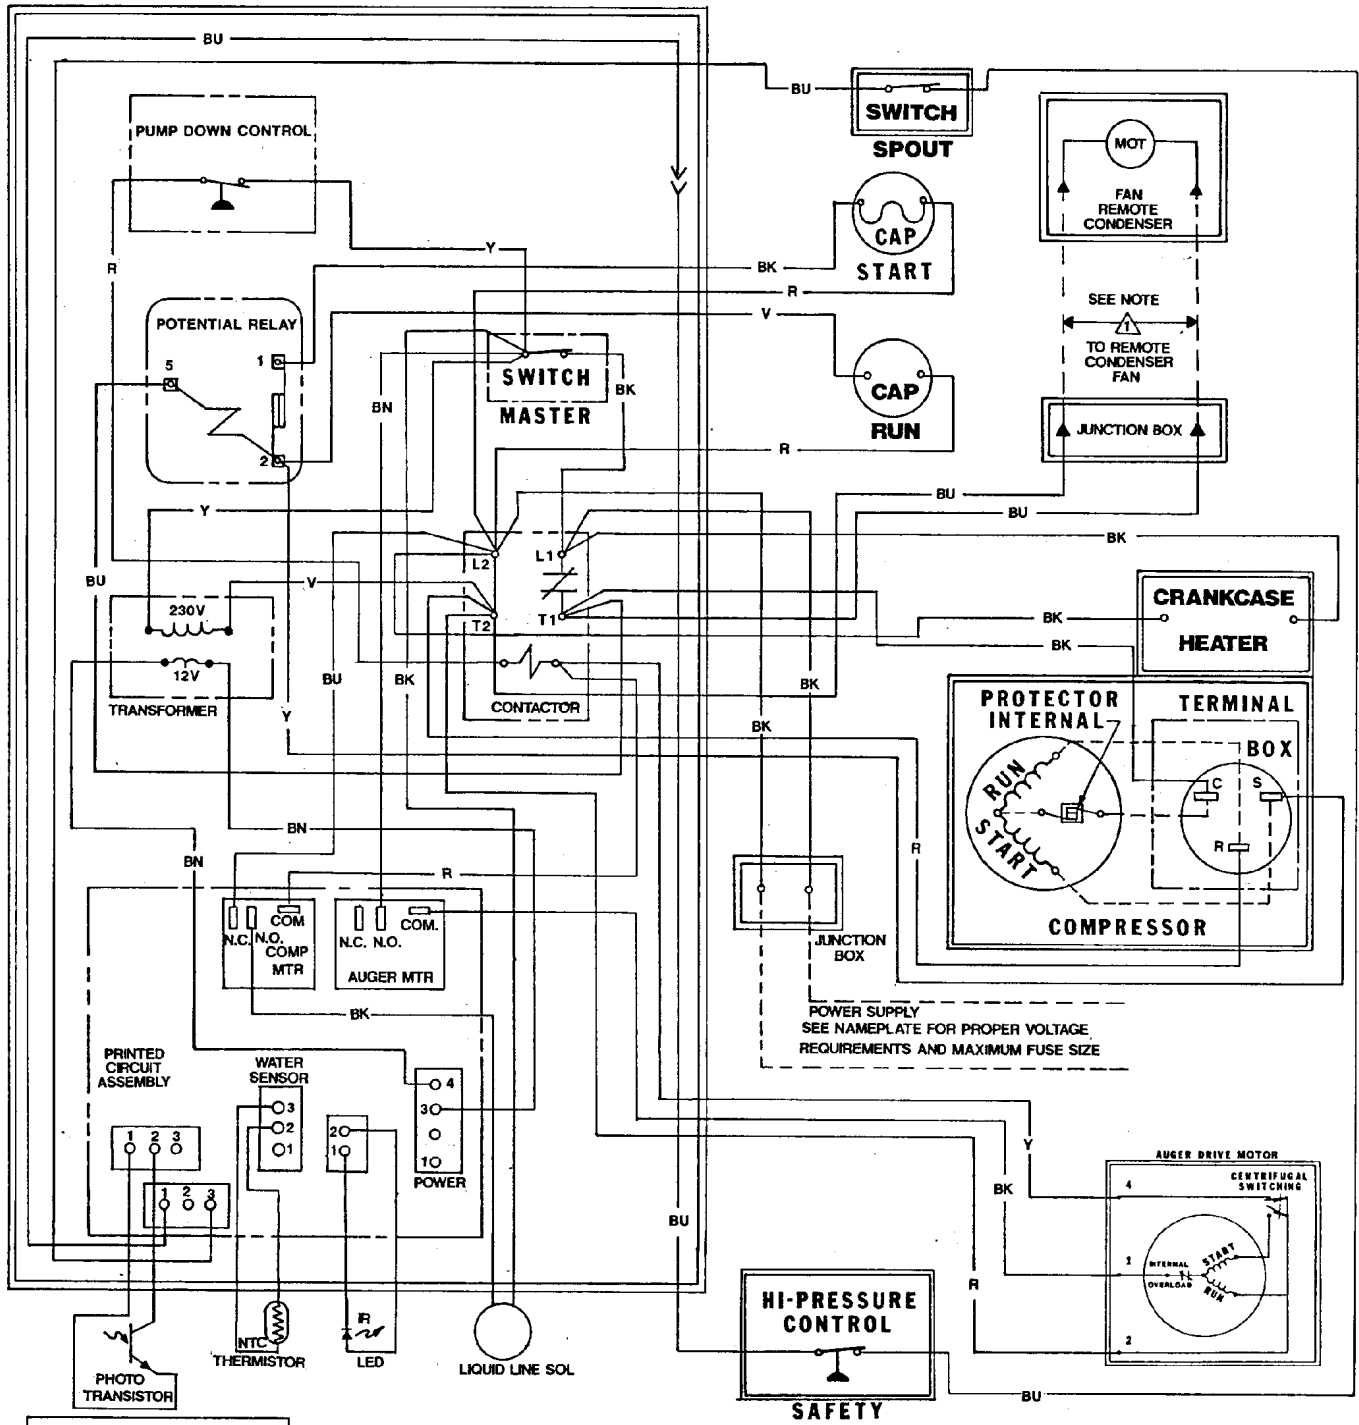 BU
BU
SWITCH
SPOUT
PUMP DOWN CONTROL
MOT
FAN
REMOTE
CONDENSER
CAP
START
Y
R
BK
R
V
SEE NOTE
1
TO REMOTE
CONDENSER
FAN
POTENTIAL RELAY
1
5
2
SWITCH
MASTER
BK
BN
CAP
RUN
R
JUNCTION BOX
BU
BU
Y
BK
L2
L1
BU
V
230V
12V
TRANSFORMER
T2
T1
CONTACTOR
BK
BK
CRANKCASE
HEATER
BU
BK
BK
BK
Y
PROTECTOR
INTERNAL
TERMINAL
BOX
RUN
START
C
S
R
COMPRESSOR
R
BN
BN
R
N.C.
N.O.
COM
COMP
MTR
N.C.
N.O.
COM.
AUGER MTR
JUNCTION
BOX
BK
POWER SUPPLY
SEE NAMEPLATE FOR PROPER VOLTAGE
REQUIREMENTS AND MAXIMUM FUSE SIZE
PRINTED
CIRCUIT
ASSEMBLY
WATER
SENSOR
3
2
1
4
3
1
POWER
2
1
1 2 3
1 2 3
Y
BK
R
BU
AUGER DRIVE MOTOR
CENTRIFUGAL
SWITCHING
4
1
2
INTERNAL
OVERLOAD
START
RUN
HI-PRESSURE
CONTROL
SAFETY
BU
NTC
THERMISTOR
IR
LED
LIQUID LINE SOL
PHOTO
TRANSISTOR